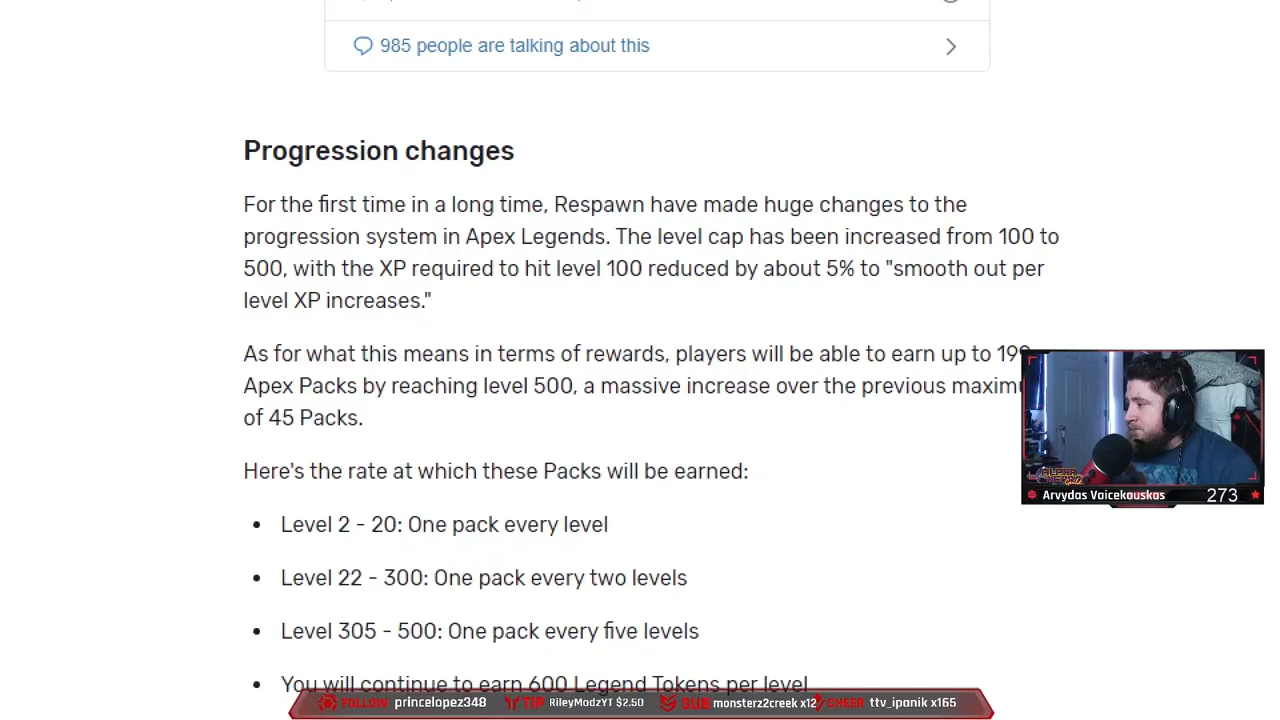 985 people are talking about this
Progression changes
For the first time in a long time, Respawn have made huge changes to the
progression system in Apex Legends. The level cap has been increased from 100 to
500, with the XP required to hit level 100 reduced by about 5% to "smooth out per
level XP increases."
As for what this means in terms of rewards, players will be able to earn up to
Apex Packs by reaching level 500, a massive increase over the previous
of 45 Packs.
Here's the rate at which these Packs will be earned:
• Level 2 - 20: One pack every level
• Level 22 - 300: One pack every two levels
• Level 305 - 500: One pack every five levels
• You will continue to earn 600 Legend Tokens per level
Arvydas Vaicekauskas 273
FOLLOW princelopez348 TIP RileyModzYT $2.50 SUB monsterz2creek x12 CHEER ttv_ipanik x165